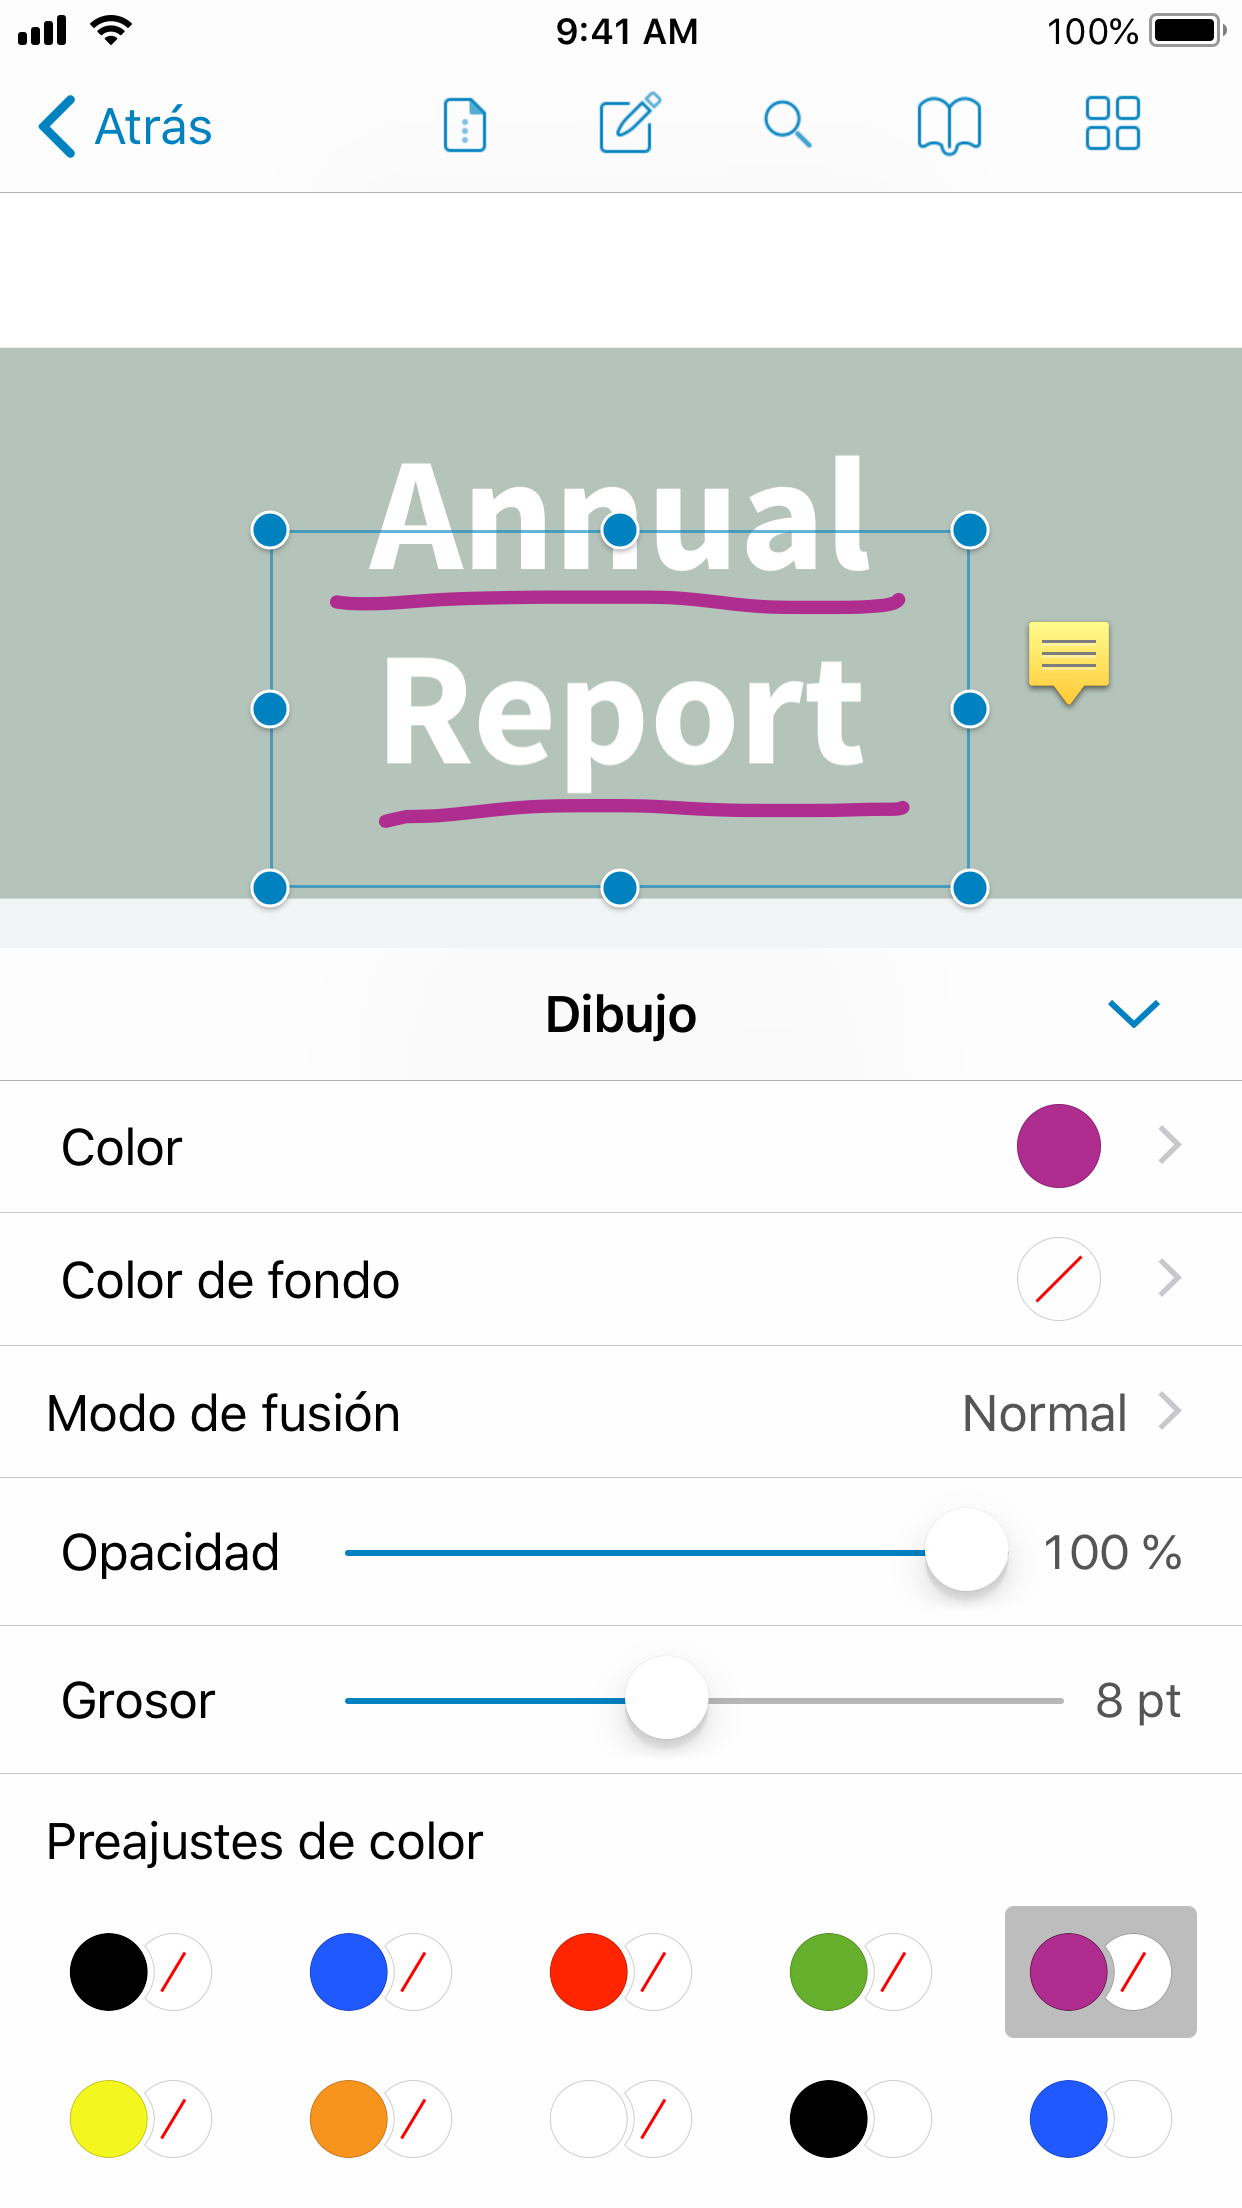 9:41 AM
100%
Atrás
Annual
Report
Dibujo
Color
Color de fondo
Modo de fusión Normal
Opacidad 100 %
Grosor 8 pt
Preajustes de color